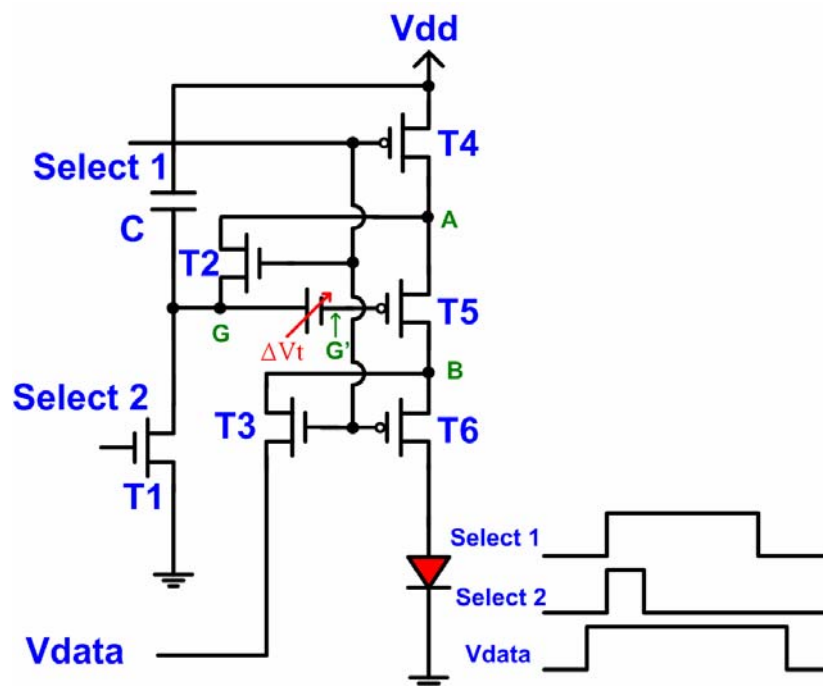 Vdd
T4
Select 1
A
C
T2
T5
G
ΔVt
G'
B
Select 2
T3
T6
T1
Select 1
Select 2
Vdata
Vdata